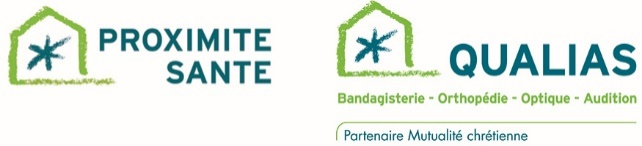 PROXIMITE
SANTE
QUALIAS
Bandagisterie - Orthopédie - Optique - Audition
Partenaire Mutualité chrétienne